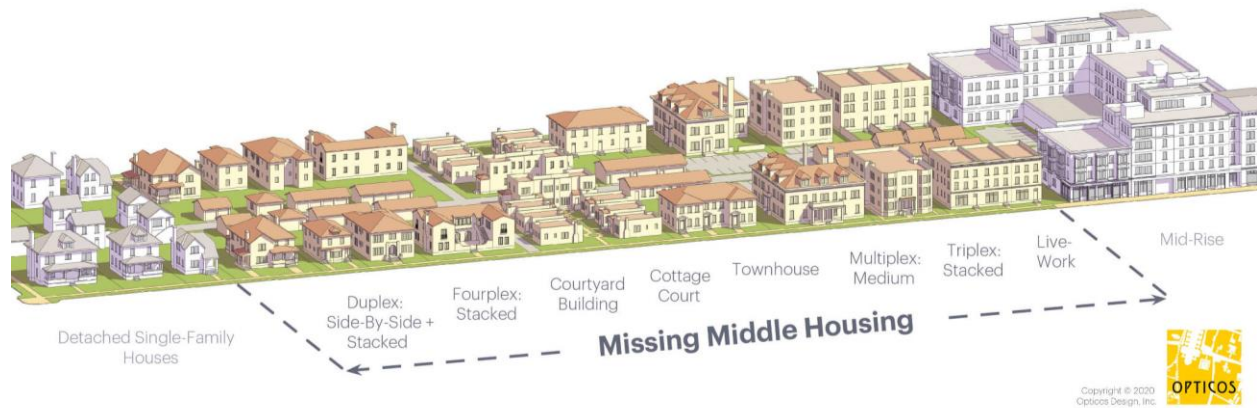 Detached Single-Family
Houses
Duplex:
Side-By-Side +
Stacked
Fourplex:
Stacked
Courtyard
Building
Cottage
Court
Townhouse
Multiplex:
Medium
Triplex:
Stacked
Live-
Work
Mid-Rise
Missing Middle Housing
Copyright © 2020
Opticos Design, Inc.
OPTICOS